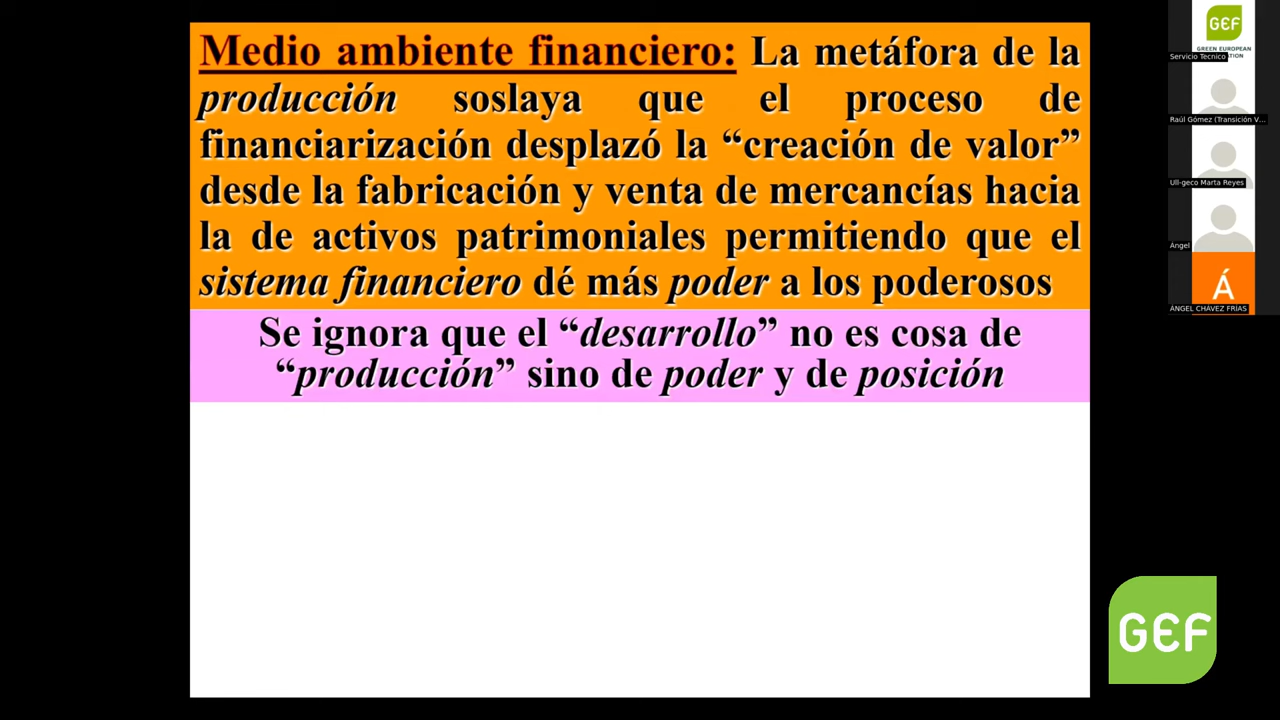 Medio ambiente financiero: La metáfora de la
producción soslaya que el proceso de
financiarización desplazó la “creación de valor”
desde la fabricación y venta de mercancías hacia
la de activos patrimoniales permitiendo que el
sistema financiero dé más poder a los poderosos
Se ignora que el “desarrollo” no es cosa de
“producción” sino de poder y de posición
GEF
GREEN EUROPEAN
Servicio Tecnico
Raúl Gómez (Transición V...
Marta Reyes
Ángel
Á
ÁNGEL CHÁVEZ FRÍAS
GEF